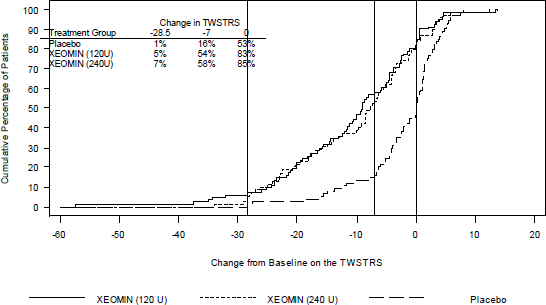 Change in TWSTRS
Treatment Group -28.5 -7 0
Placebo 1% 16% 53%
XEOMIN (120U) 5% 54% 83%
XEOMIN (240U) 7% 58% 85%
Cumulative Percentage of Patients
100
90
80
70
60
50
40
30
20
10
0
-60 -50 -40 -30 -20 -10 0 10 20
Change from Baseline on the TWSTRS
XEOMIN (120 U) XEOMIN (240 U) Placebo